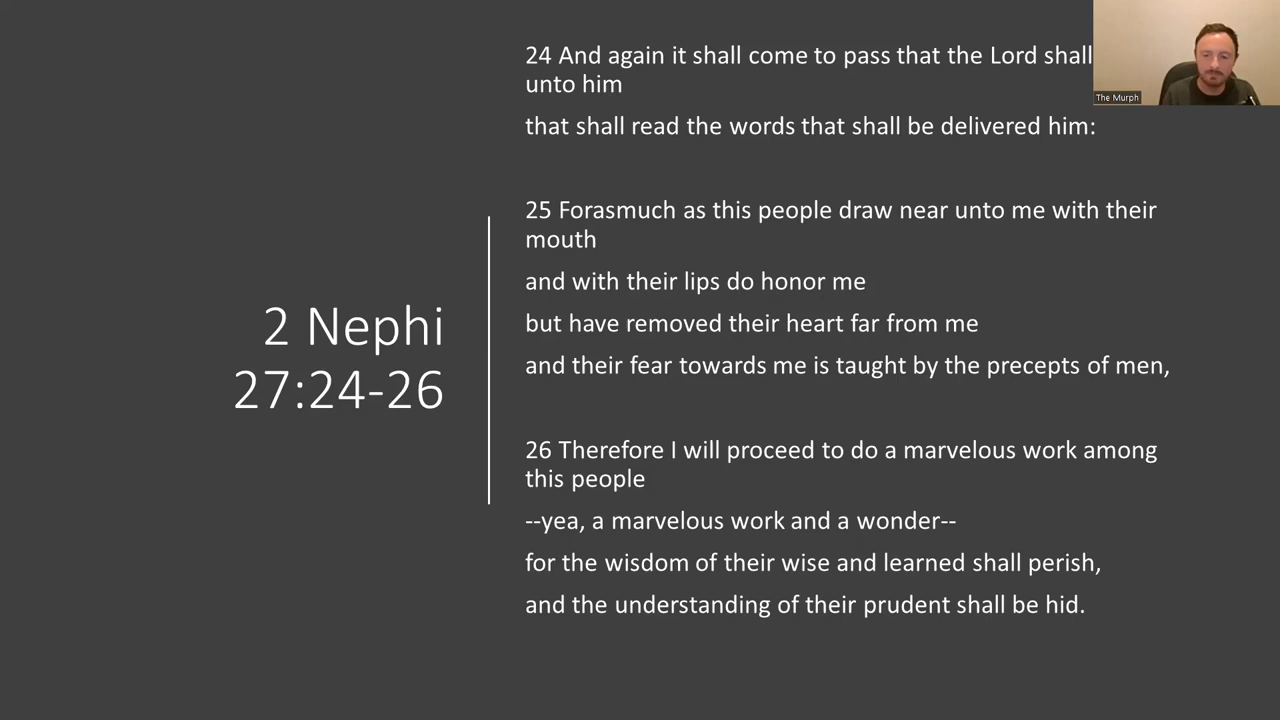 2 Nephi
27:24-26
24 And again it shall come to pass that the Lord shall
unto him
that shall read the words that shall be delivered him:
25 Forasmuch as this people draw near unto me with their
mouth
and with their lips do honor me
but have removed their heart far from me
and their fear towards me is taught by the precepts of men,
26 Therefore I will proceed to do a marvelous work among
this people
--yea, a marvelous work and a wonder--
for the wisdom of their wise and learned shall perish,
and the understanding of their prudent shall be hid.
The Murph